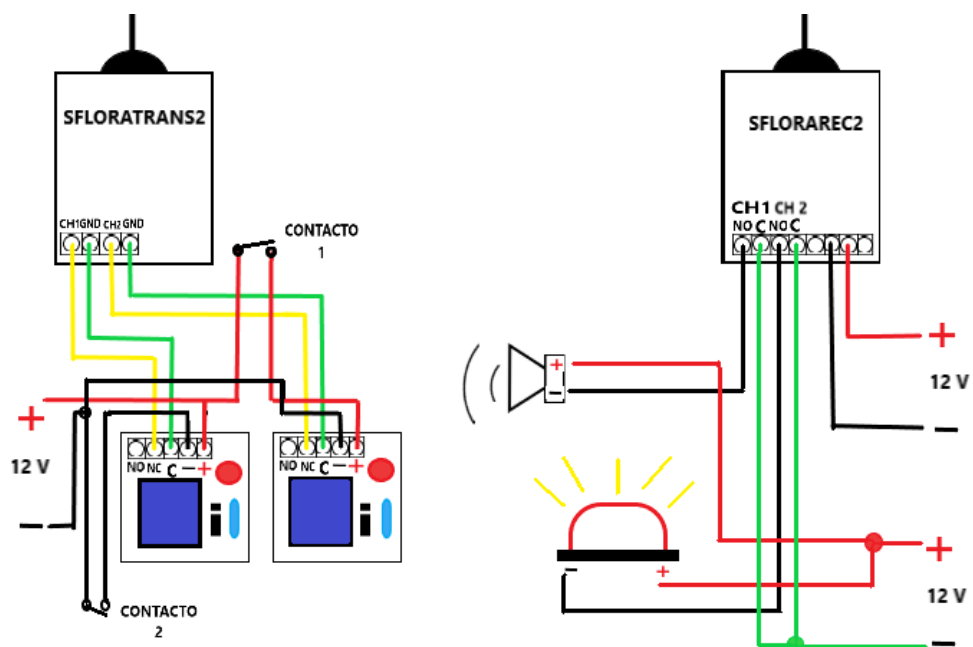 SFLORATRANS2
CH1GND CH2 GND
CONTACTO
1
+
12 V
−
NO NC C − +
NO NC C − +
CONTACTO
2
SFLORAREC2
CH1 CH 2
NO C NO C
+
12 V
−
+
−
− +
+
12 V
−